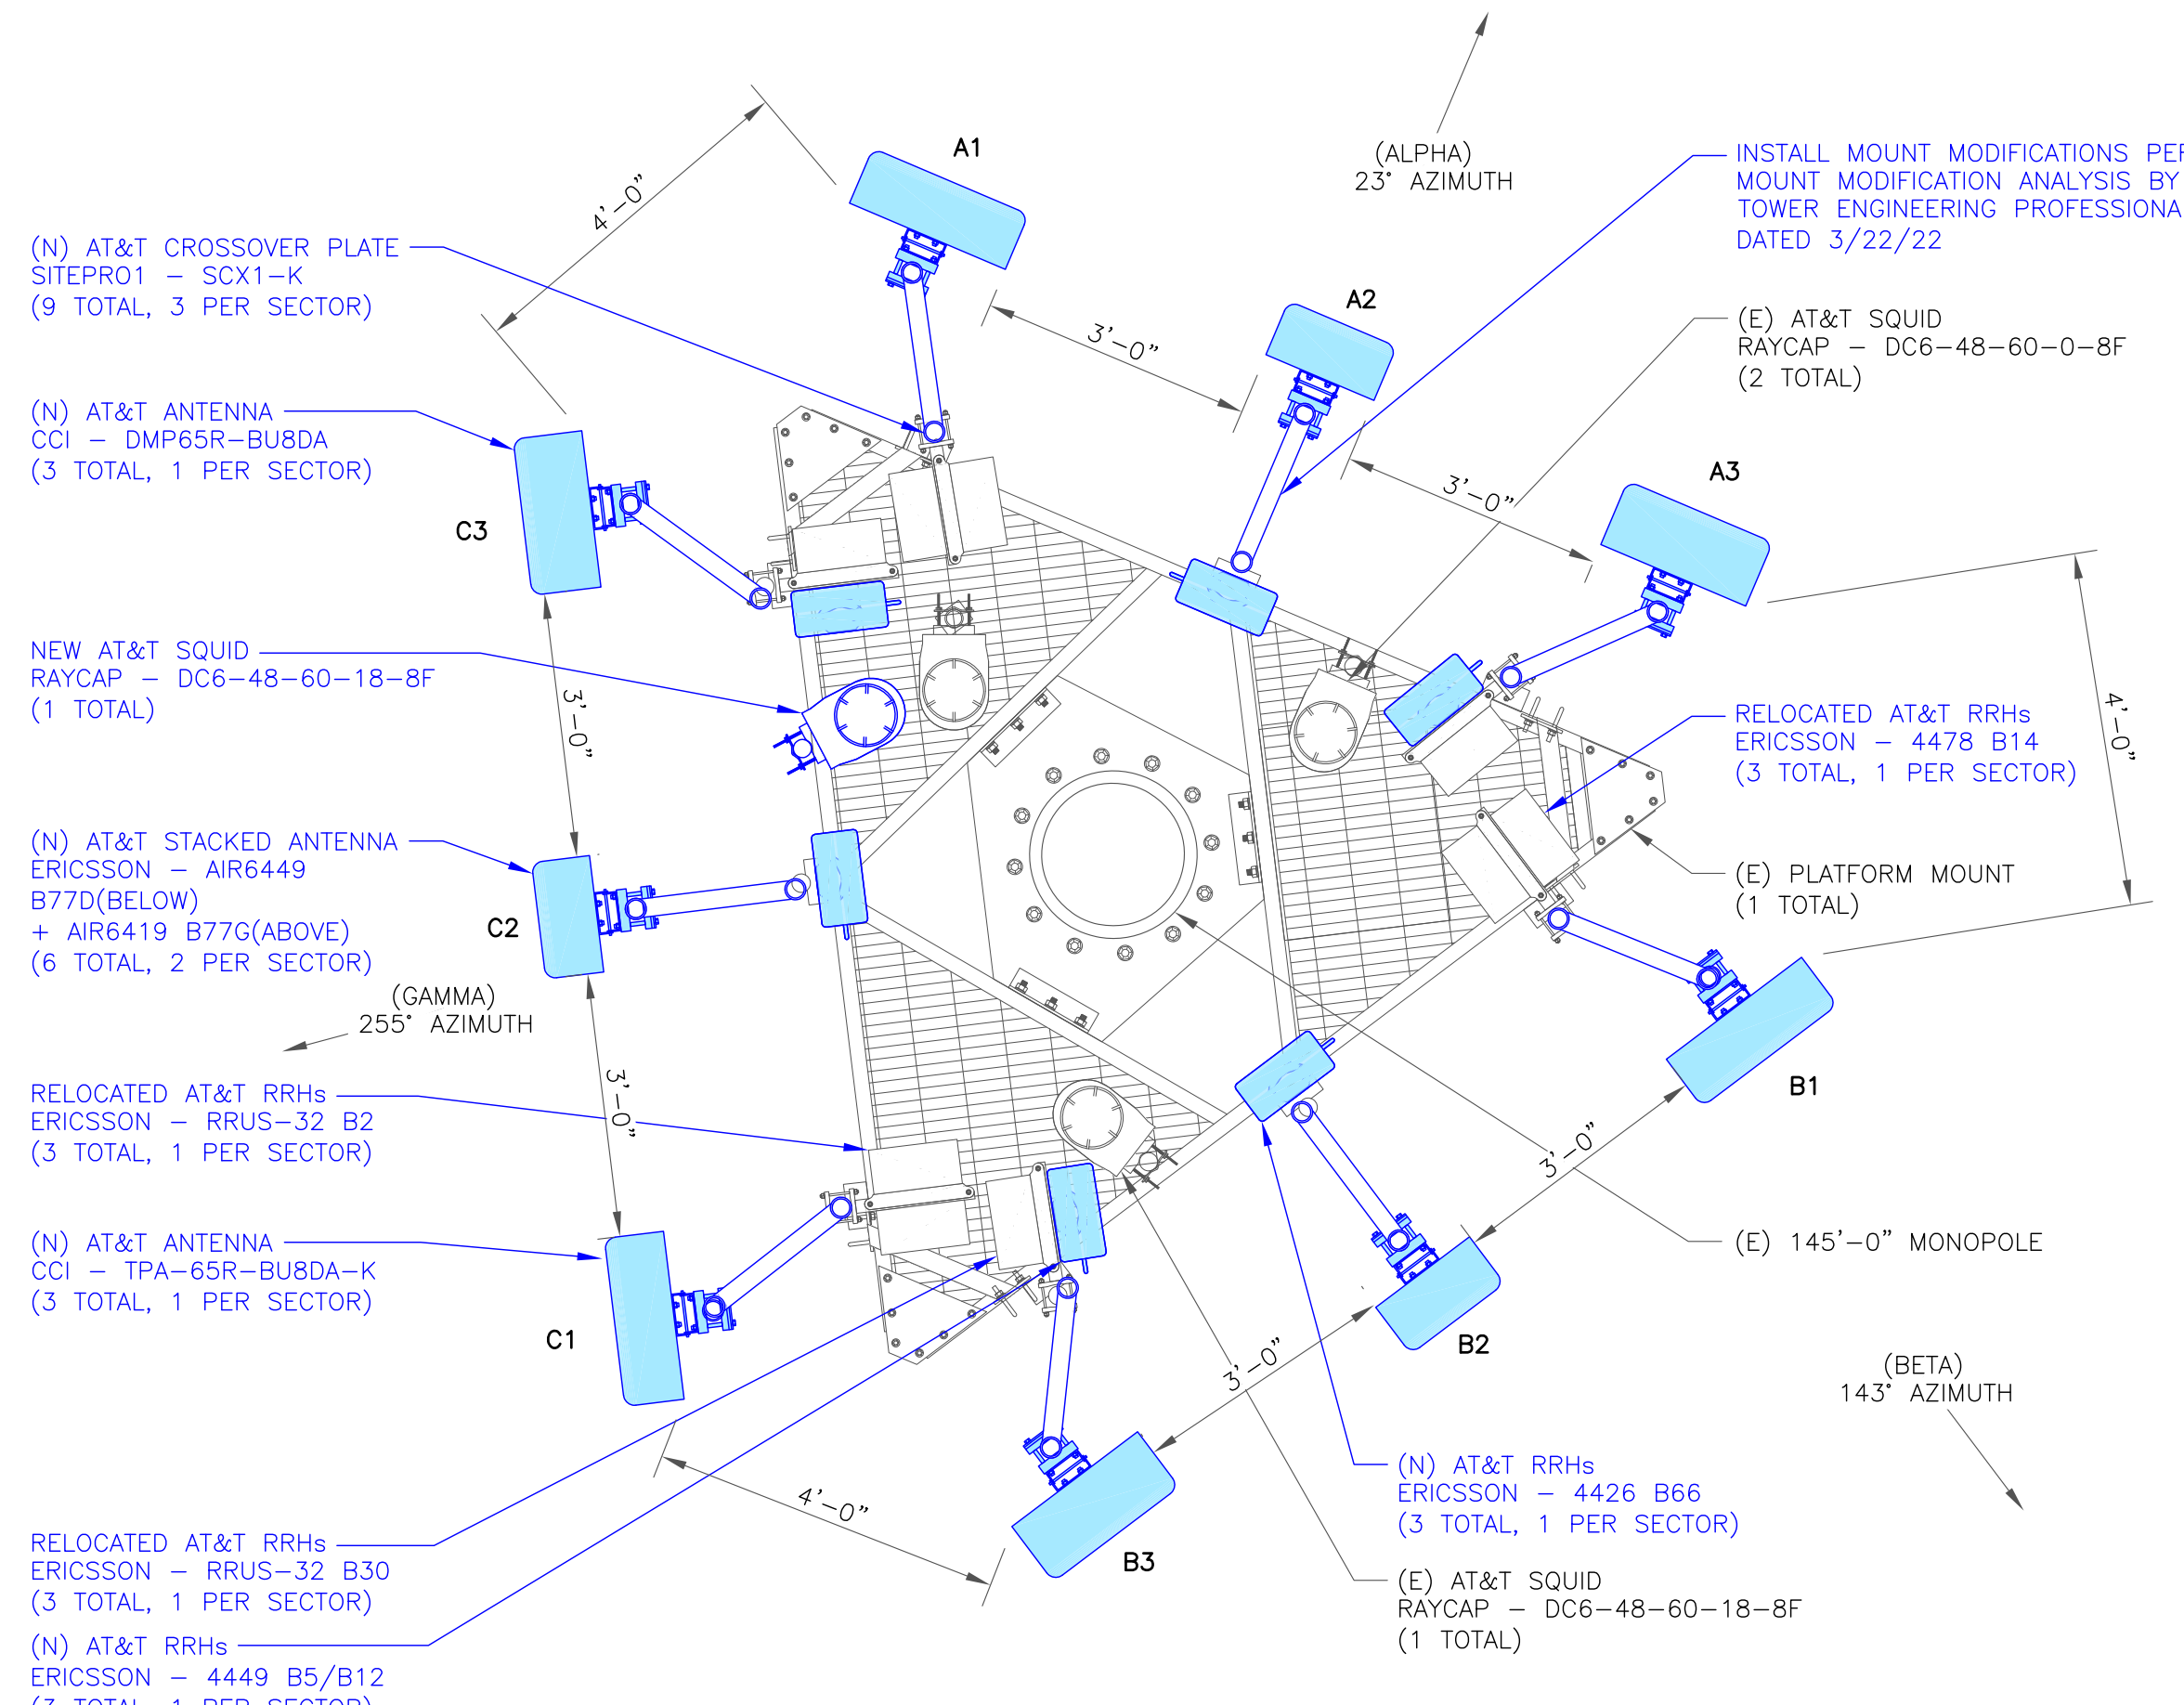 A1
(ALPHA)
23° AZIMUTH
INSTALL MOUNT MODIFICATIONS PER
MOUNT MODIFICATION ANALYSIS BY
TOWER ENGINEERING
DATED 3/22/22
4'-0"
(N) AT&T CROSSOVER PLATE
SITEPRO1 - SCX1-K
(9 TOTAL, 3 PER SECTOR)
3'-0"
A2
(E) AT&T SQUID
RAYCAP - DC6-48-60-0-8F
(2 TOTAL)
(N) AT&T ANTENNA
CCI - DMP65R-BU8DA
(3 TOTAL, 1 PER SECTOR)
C3
3'-0"
A3
NEW AT&T SQUID
RAYCAP - DC6-48-60-18-8F
(1 TOTAL)
3'-0"
RELOCATED AT&T RRHs
ERICSSON - 4478 B14
(3 TOTAL, 1 PER SECTOR)
4'-0"
(N) AT&T STACKED ANTENNA
ERICSSON - AIR6449
B77D(BELOW)
+ AIR6419 B77G(ABOVE)
(6 TOTAL, 2 PER SECTOR)
C2
(E) PLATFORM MOUNT
(1 TOTAL)
(GAMMA)
255° AZIMUTH
B1
RELOCATED AT&T RRHs
ERICSSON - RRUS-32 B2
(3 TOTAL, 1 PER SECTOR)
3'-0"
3'-0"
(E) 145'-0" MONOPOLE
(N) AT&T ANTENNA
CCI - TPA-65R-BU8DA-K
(3 TOTAL, 1 PER SECTOR)
C1
3'-0"
B2
(BETA)
143° AZIMUTH
4'-0"
(N) AT&T RRHs
ERICSSON - 4426 B66
(3 TOTAL, 1 PER SECTOR)
RELOCATED AT&T RRHs
ERICSSON - RRUS-32 B30
(3 TOTAL, 1 PER SECTOR)
B3
(E) AT&T SQUID
RAYCAP - DC6-48-60-18-8F
(1 TOTAL)
(N) AT&T RRHs
ERICSSON - 4449 B5/B12
(3 TOTAL, 1 PER SECTOR)